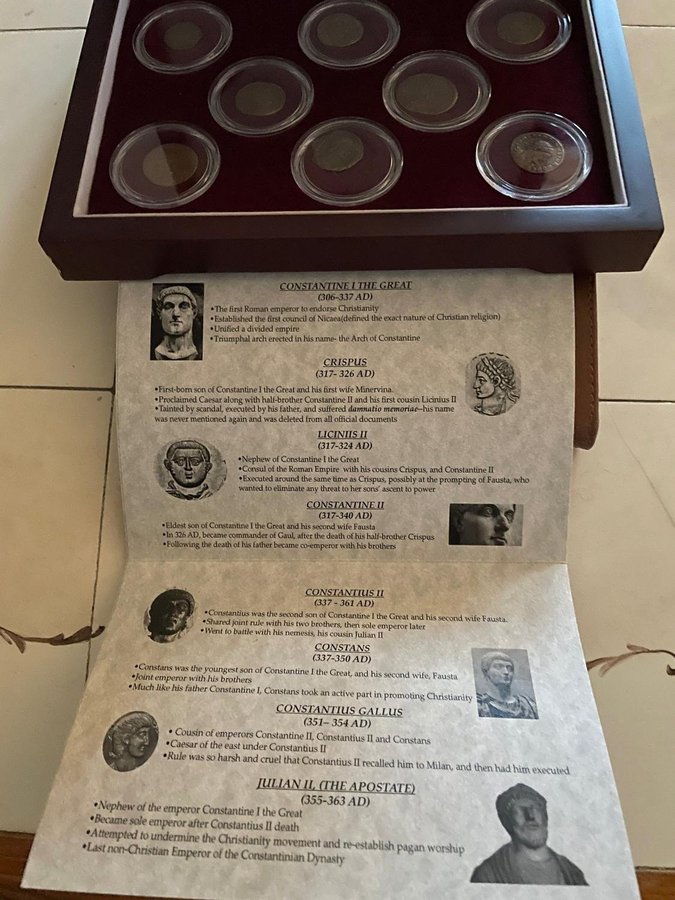 CONSTANTINE I THE GREAT
(306-337 AD)
•The first Roman emperor to endorse Christianity
•Established the first council of Nicaea(defined the exact nature of Christian religion)
•Unified a divided empire
•Triumphal arch erected in his name- the Arch of Constantine
CRISPUS
(317- 326 AD)
•First-born son of Constantine I the Great and his first wife Minervina.
•Proclaimed Caesar along with half-brother Constantine II and his first cousin Licinius II
•Tainted by scandal, executed by his father, and suffered damnatio memoriae–his name
was never mentioned again and was deleted from all official documents
LICINIIS II
(317-324 AD)
•Nephew of Constantine I the Great
•Consul of the Roman Empire with his cousins Crispus, and Constantine II
•Executed around the same time as Crispus, possibly at the prompting of Fausta, who
wanted to eliminate any threat to her sons' ascent to power
CONSTANTINE II
(317-340 AD)
•Eldest son of Constantine I the Great and his second wife Fausta
•In 326 AD, became commander of Gaul, after the death of his half-brother Crispus
•Following the death of his father became co-emperor with his brothers
CONSTANTIUS II
(337 - 361 AD)
•Constantius was the second son of Constantine I the Great and his second wife Fausta.
•Shared joint rule with his two brothers, then sole emperor later
•Went to battle with his nemesis, his cousin Julian II
CONSTANS
(337-350 AD)
•Constans was the youngest son of Constantine I the Great, and his second wife, Fausta
•Joint emperor with his brothers
•Much like his father Constantine I, Constans took an active part in promoting Christianity
CONSTANTIUS GALLUS
(351– 354 AD)
• Cousin of emperors Constantine II, Constantius II and Constans
•Caesar of the east under Constantius II
•Rule was so harsh and cruel that Constantius II recalled him to Milan, and then had him executed
JULIAN II, (THE APOSTATE)
(355-363 AD)
•Nephew of the emperor Constantine I the Great
•Became sole emperor after Constantius II death
•Attempted to undermine the Christianity movement and re-establish pagan worship
•Last non-Christian Emperor of the Constantinian Dynasty